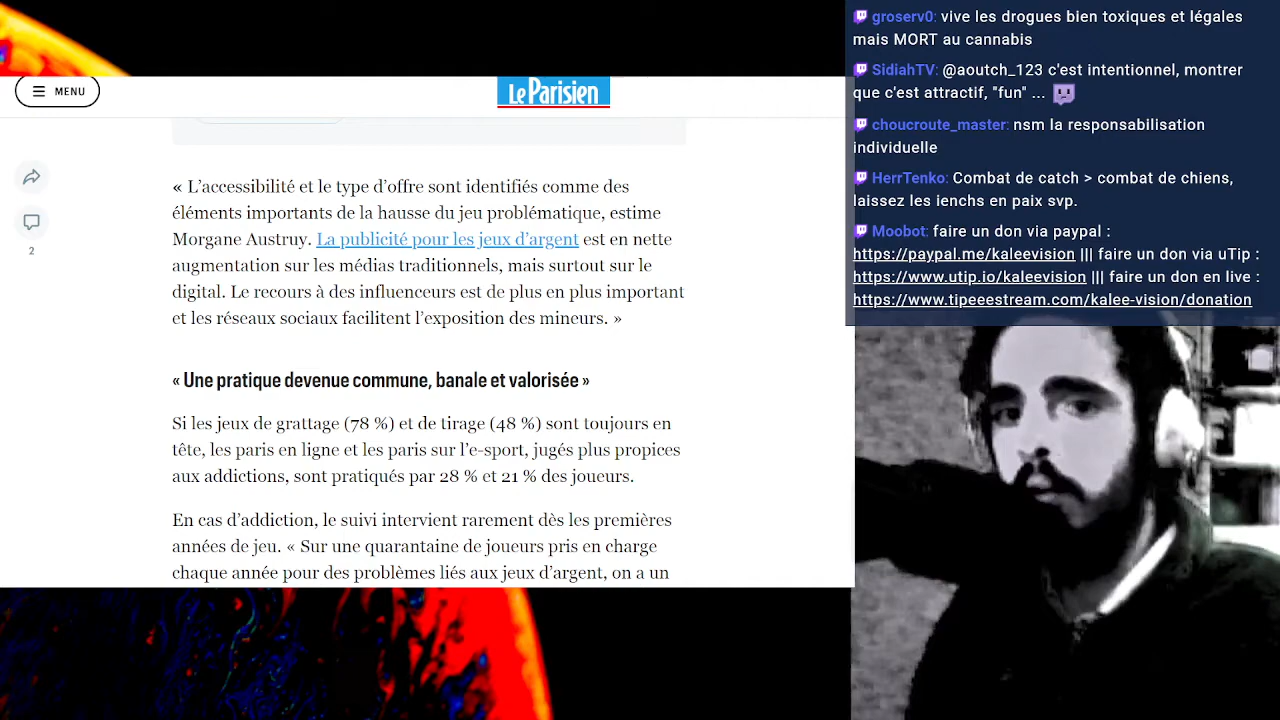 MENU
Le Parisien
« L’accessibilité et le type d’offre sont identifiés comme des
éléments importants de la hausse du jeu problématique, estime
Morgane Austruy. La publicité pour les jeux d’argent est en nette
augmentation sur les médias traditionnels, mais surtout sur le
digital. Le recours à des influenceurs est de plus en plus important
et les réseaux sociaux facilitent l’exposition des mineurs. »
2
« Une pratique devenue commune, banale et valorisée »
Si les jeux de grattage (78 %) et de tirage (48 %) sont toujours en
tête, les paris en ligne et les paris sur l’e-sport, jugés plus propices
aux addictions, sont pratiqués par 28 % et 21 % des joueurs.
En cas d’addiction, le suivi intervient rarement dès les premières
années de jeu. « Sur une quarantaine de joueurs pris en charge
chaque année pour des problèmes liés aux jeux d’argent, on a un
groserv0: vive les drogues bien toxiques et légales
mais MORT au cannabis
SidiahTV: @aoutch_123 c'est intentionnel, montrer
que c'est attractif, "fun" ...
choucroute_master: nsm la responsabilisation
individuelle
HerrTenko: Combat de catch > combat de chiens,
laissez les ienchs en paix svp.
Moobot: faire un don via paypal :
https://paypal.me/kaleevision ||| faire un don via uTip :
https://www.utip.io/kaleevision ||| faire un don en live :
https://www.tipeeestream.com/kalee-vision/donation